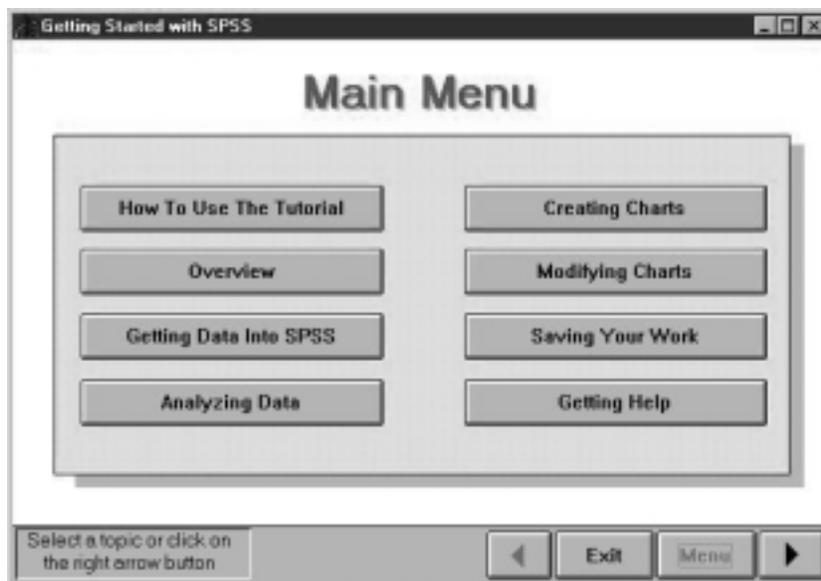 Getting Started with SPSS
Main Menu
How To Use The Tutorial
Overview
Getting Data Into SPSS
Analyzing Data
Creating Charts
Modifying Charts
Saving Your Work
Getting Help
Select a topic or click on
the right arrow button
Exit
Menu